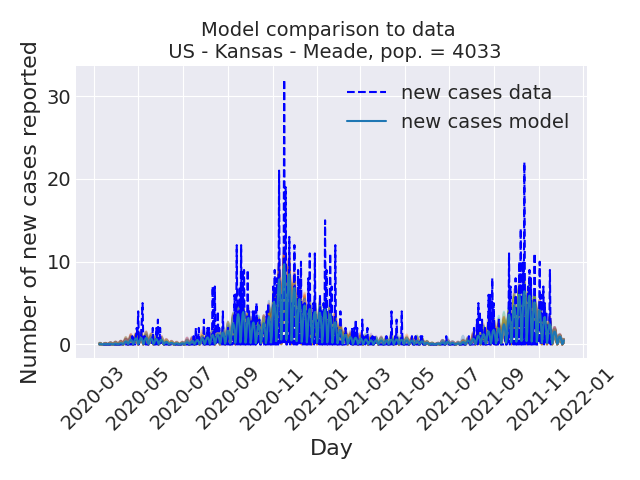 Model comparison to data
US - Kansas - Meade, pop. = 4033
Number of new cases reported
30
20
10
0
new cases data
new cases model
2020-03
2020-05
2020-07
2020-09
2020-11
2021-01
2021-03
2021-05
2021-07
2021-09
2021-11
2022-01
Day